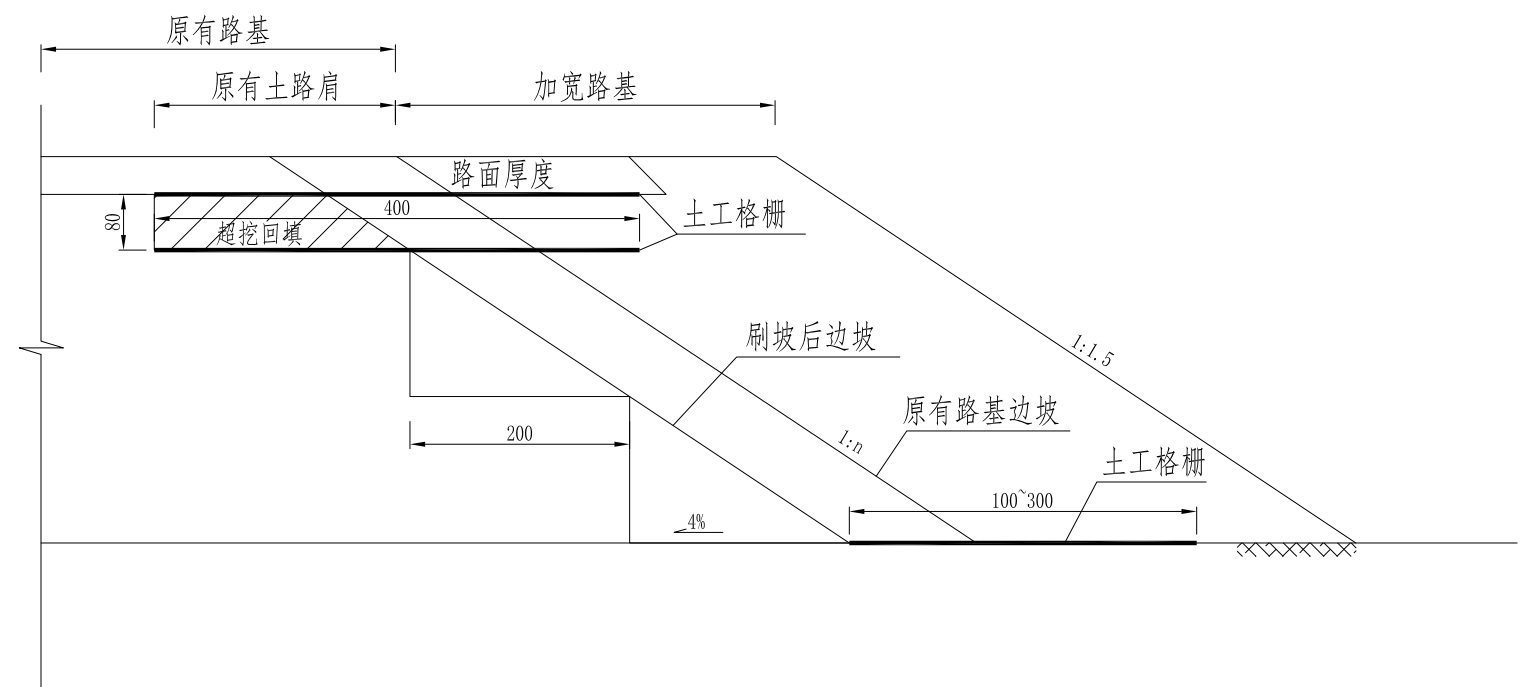 原有路基
原有土路肩
加宽路基
路面厚度
400
土工格栅
80
超挖回填
刷坡后边坡
1:1.5
原有路基边坡
200
1:n
土工格栅
100~300
4%